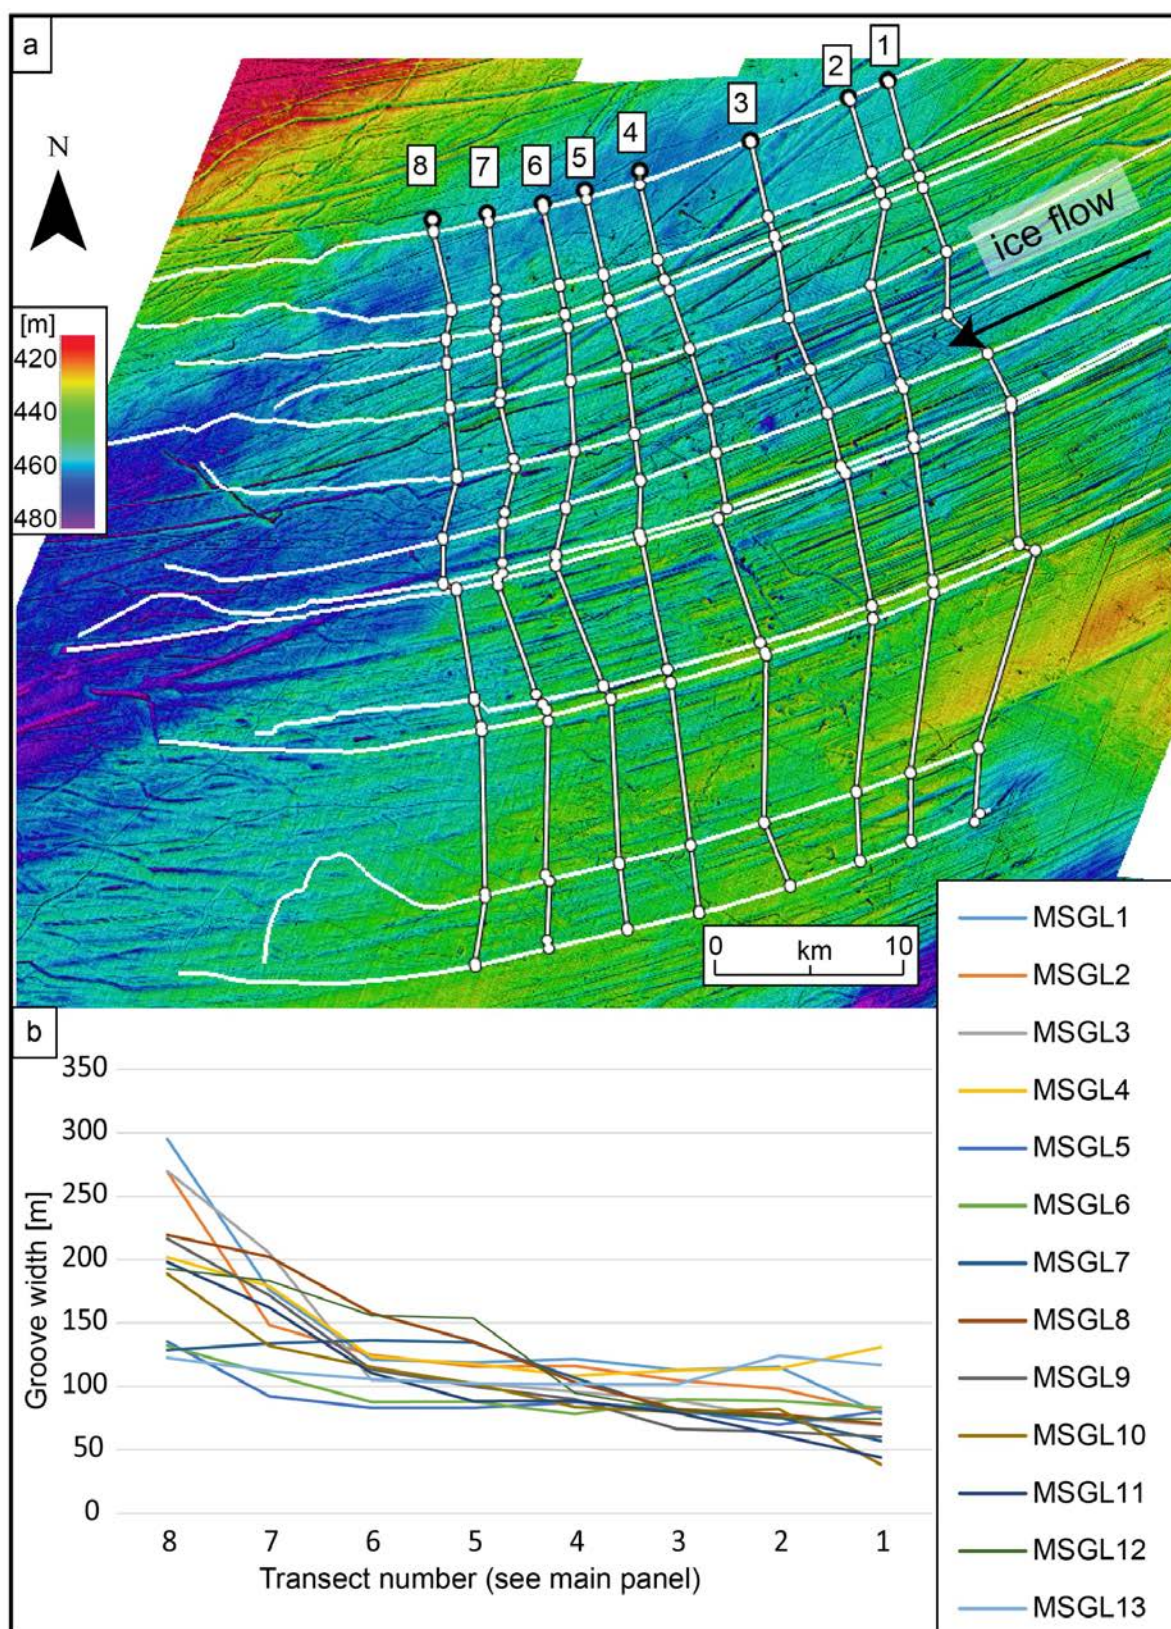 a
1
2
3
4
5
6
7
8
N
ice flow
[m]
420
440
460
480
0 km 10
b
350
300
250
200
150
100
50
0
Groove width [m]
8 7 6 5 4 3 2 1
Transect number (see main panel)
MSGL1
MSGL2
MSGL3
MSGL4
MSGL5
MSGL6
MSGL7
MSGL8
MSGL9
MSGL10
MSGL11
MSGL12
MSGL13